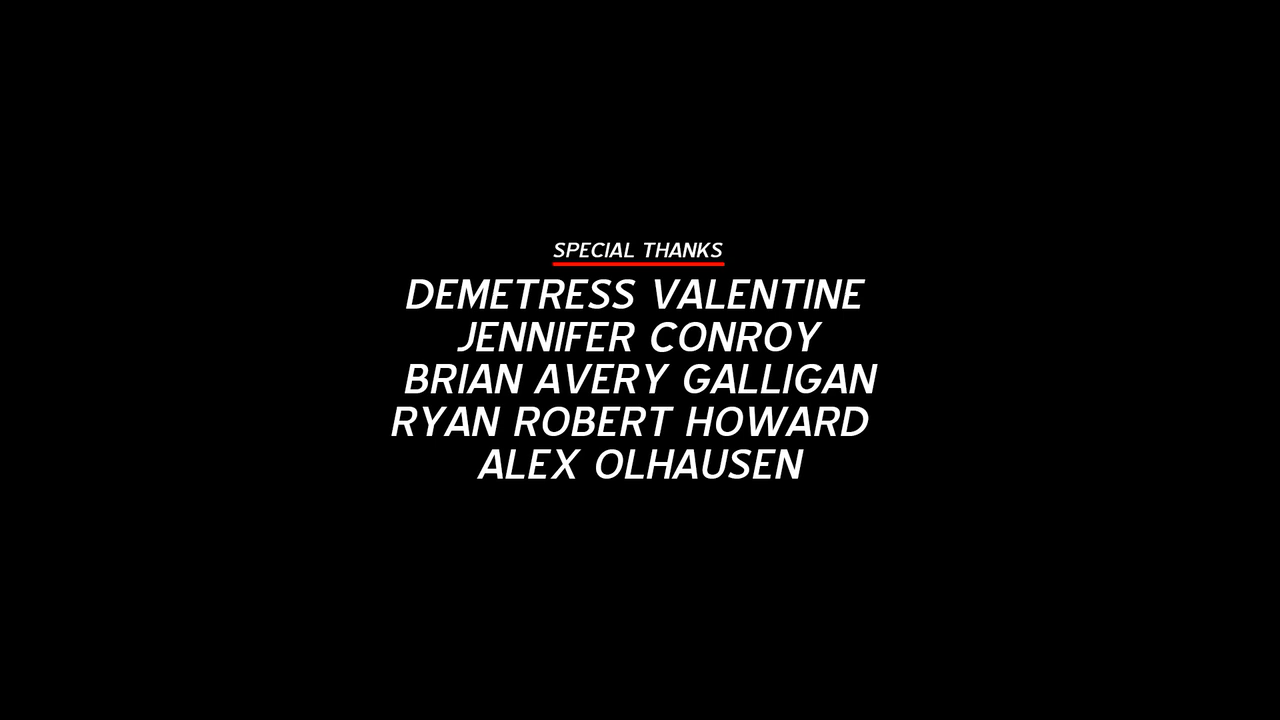 SPECIAL THANKS
DEMETRESS VALENTINE
JENNIFER CONROY
BRIAN AVERY GALLIGAN
RYAN ROBERT HOWARD
ALEX OLHAUSEN